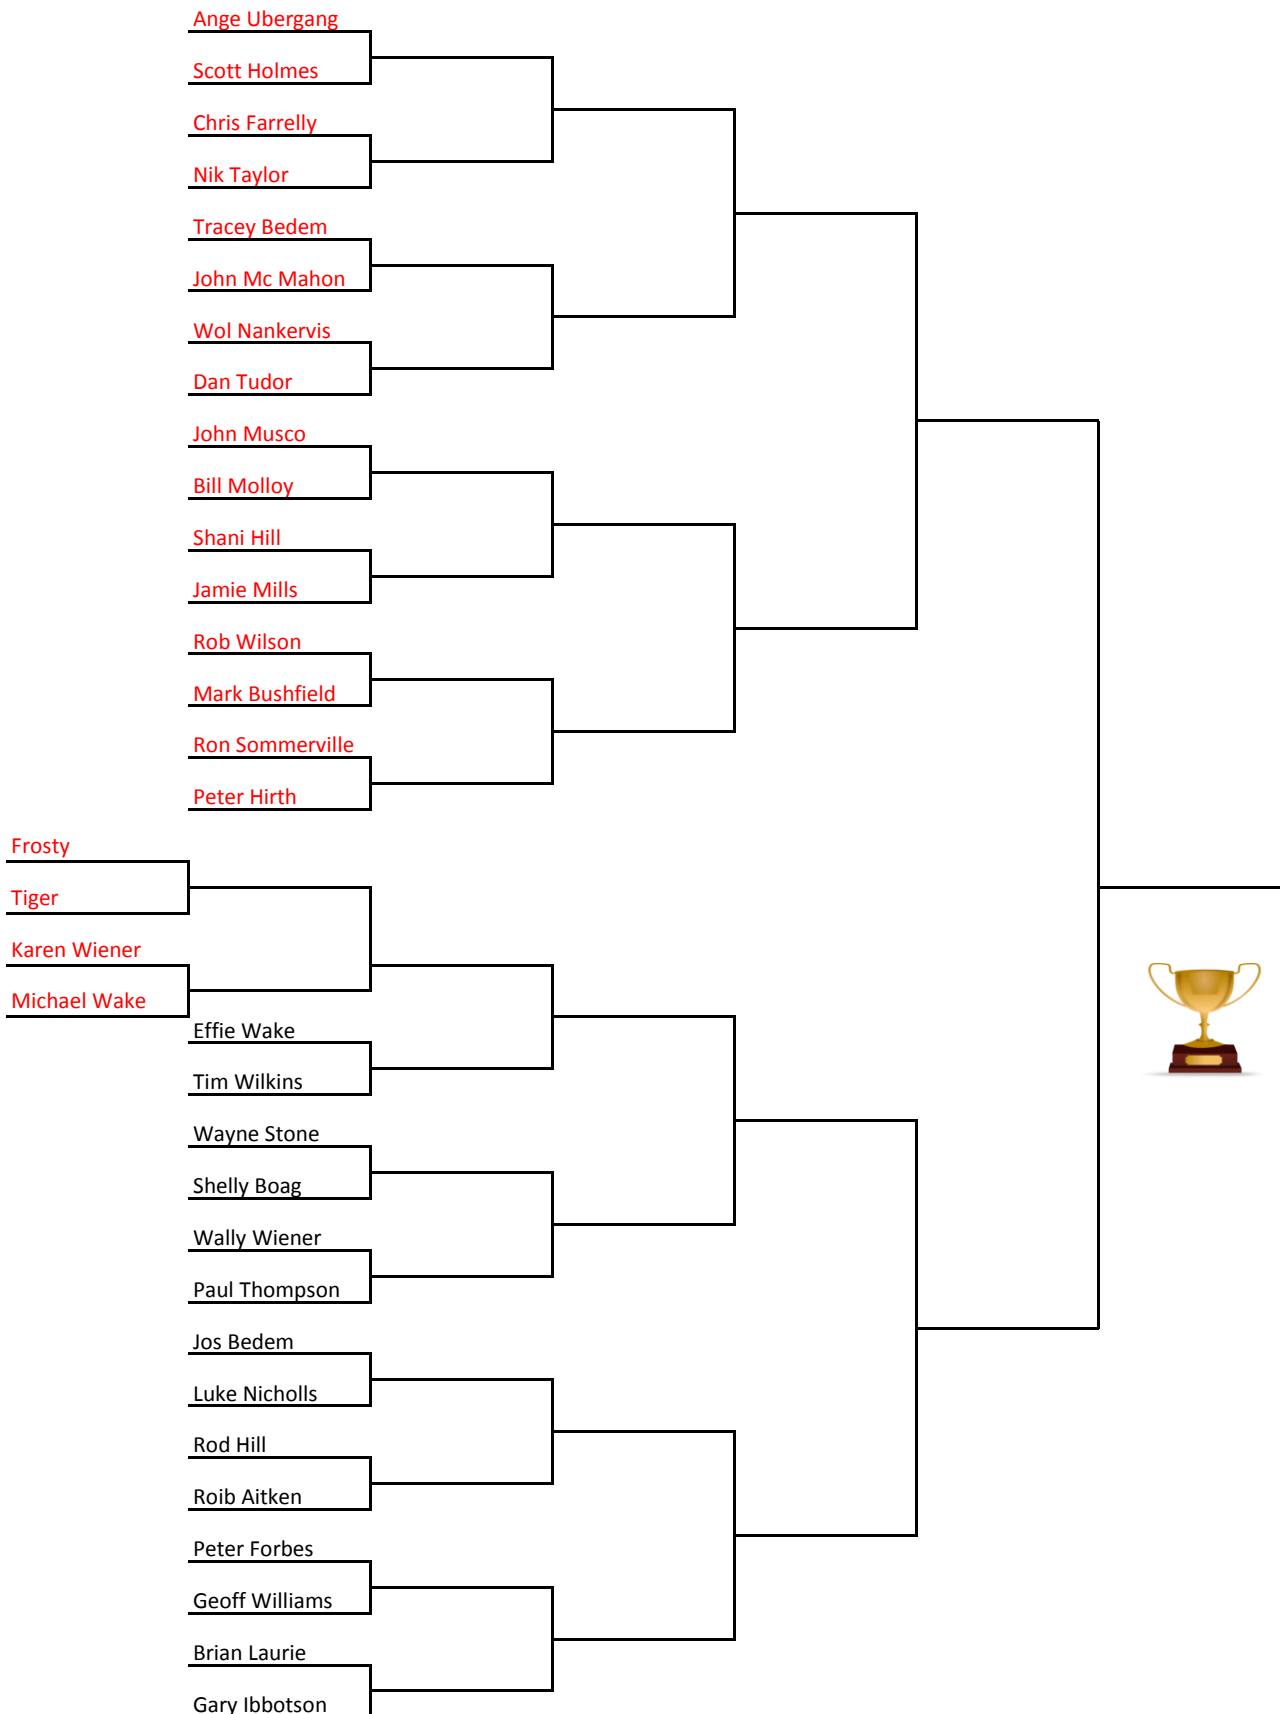 Ange Ubergang
Scott Holmes
Chris Farrelly
Nik Taylor
Tracey Bedem
John Mc Mahon
Wol Nankervis
Dan Tudor
John Musco
Bill Molloy
Shani Hill
Jamie Mills
Rob Wilson
Mark Bushfield
Ron Sommerville
Peter Hirth
Frosty
Tiger
Karen Wiener
Michael Wake
Effie Wake
Tim Wilkins
Wayne Stone
Shelly Boag
Wally Wiener
Paul Thompson
Jos Bedem
Luke Nicholls
Rod Hill
Roib Aitken
Peter Forbes
Geoff Williams
Brian Laurie
Gary Ibbotson